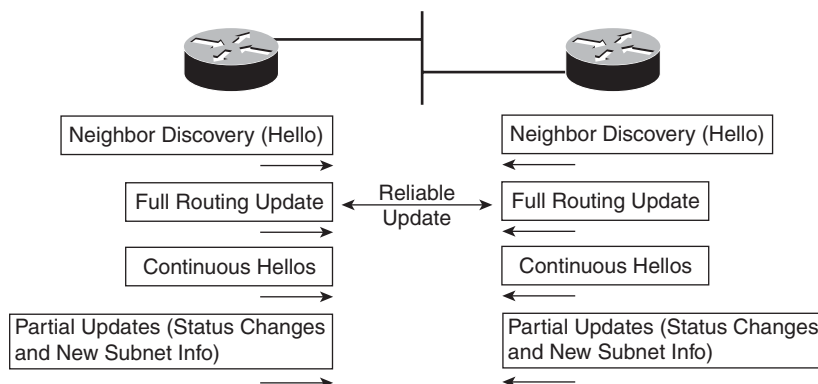 Neighbor Discovery (Hello)
Neighbor Discovery (Hello)
Full Routing Update
Reliable
Update
Full Routing Update
Continuous Hellos
Continuous Hellos
Partial Updates (Status Changes
and New Subnet Info)
Partial Updates (Status Changes
and New Subnet Info)